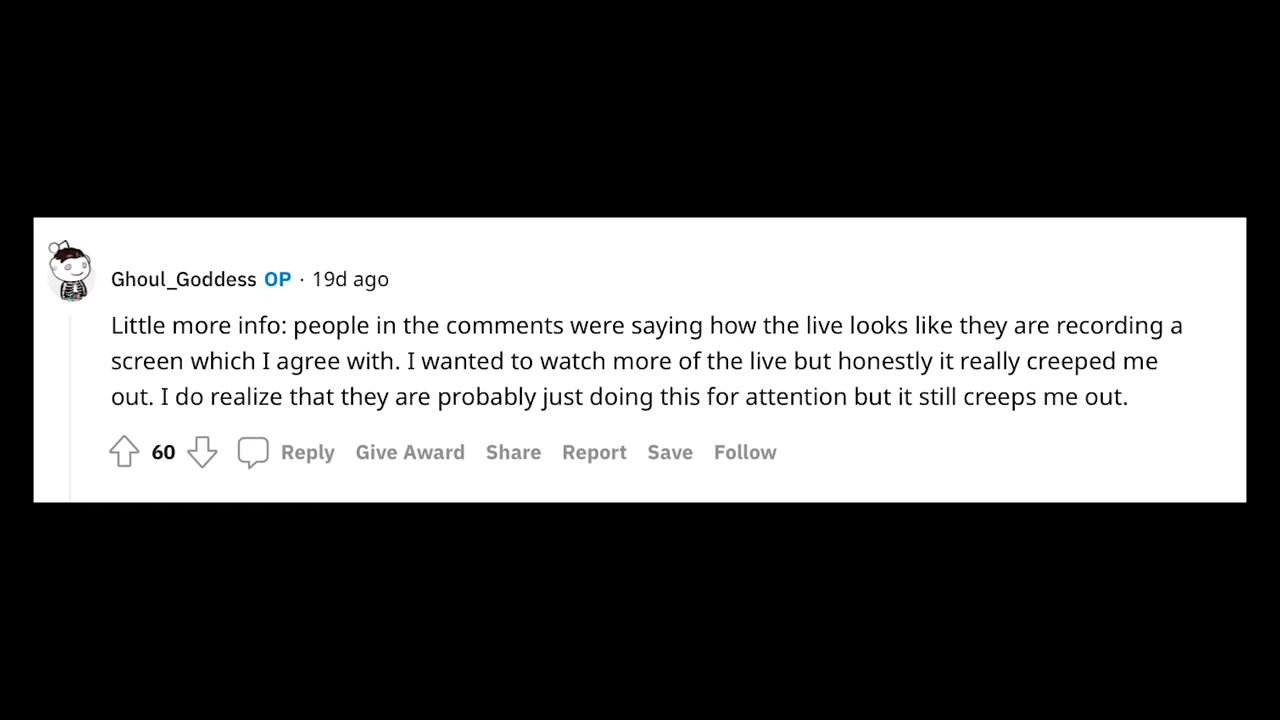 Ghoul_Goddess OP · 19d ago
Little more info: people in the comments were saying how the live looks like they are recording a
screen which I agree with. I wanted to watch more of the live but honestly it really creeped me
out. I do realize that they are probably just doing this for attention but it still creeps me out.
60 Reply Give Award Share Report Save Follow